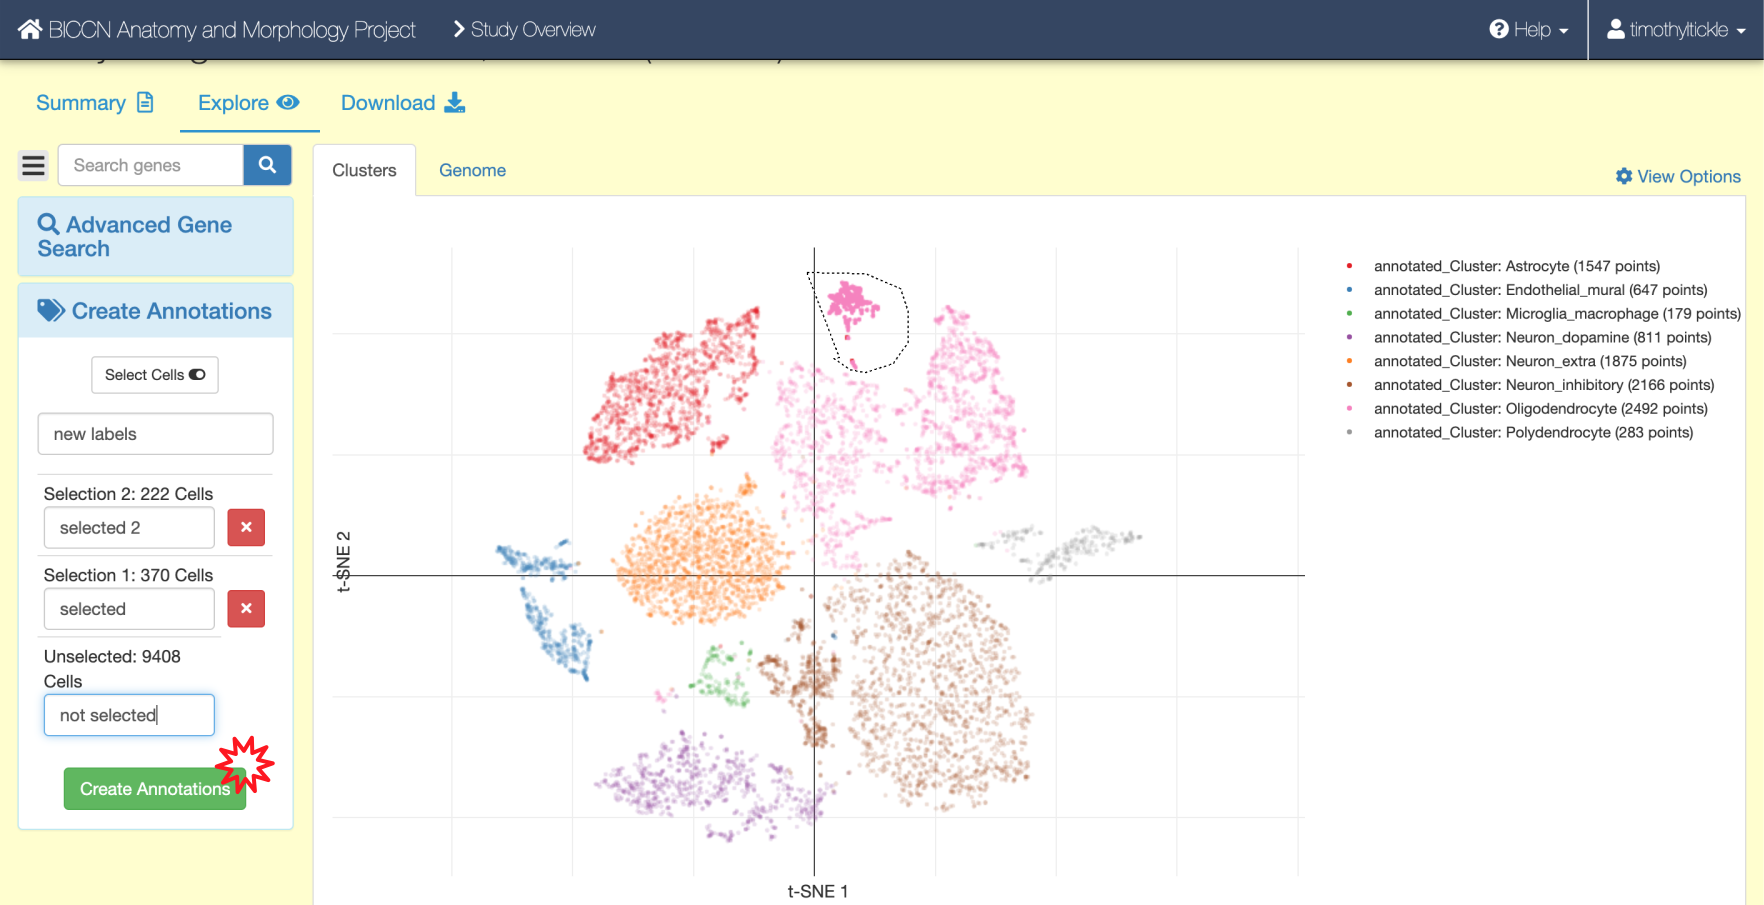 BICCN Anatomy and Morphology Project
Study Overview
Help
timothyltickle
Summary
Explore
Download
Search genes
Clusters
Genome
View Options
Advanced Gene
Search
Create Annotations
Select Cells
new labels
Selection 2: 222 Cells
selected 2
Selection 1: 370 Cells
selected
Unselected: 9408
Cells
not selected
Create Annotations
t-SNE 2
t-SNE 1
annotated_Cluster: Astrocyte (1547 points)
annotated_Cluster: Endothelial_mural (647 points)
annotated_Cluster: Microglia_macrophage (179 points)
annotated_Cluster: Neuron_dopamine (811 points)
annotated_Cluster: Neuron_extra (1875 points)
annotated_Cluster: Neuron_inhibitory (2166 points)
annotated_Cluster: Oligodendrocyte (2492 points)
annotated_Cluster: Polydendrocyte (283 points)